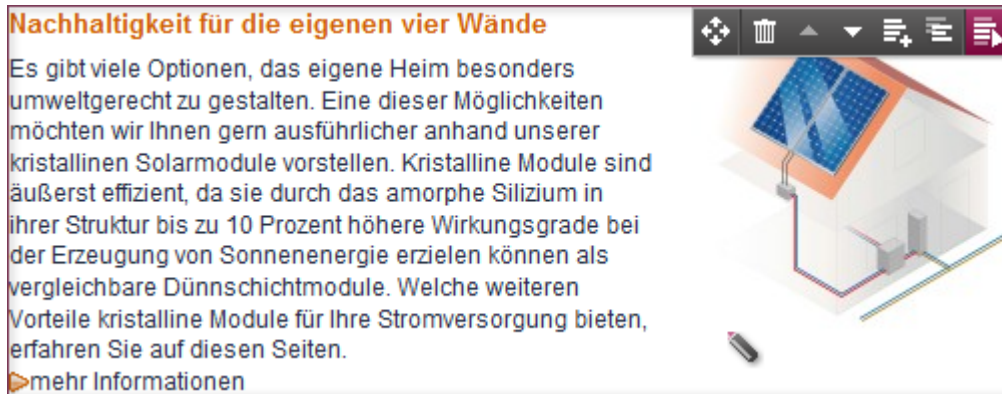 Nachhaltigkeit für die eigenen vier Wände
Es gibt viele Optionen, das eigene Heim besonders
umweltgerecht zu gestalten. Eine dieser Möglichkeiten
möchten wir Ihnen gern ausführlicher anhand unserer
kristallinen Solarmodule vorstellen. Kristalline Module sind
äußerst effizient, da sie durch das amorphe Silizium in
ihrer Struktur bis zu 10 Prozent höhere Wirkungsgrade bei
der Erzeugung von Sonnenenergie erzielen können als
vergleichbare Dünnschichtmodule. Welche weiteren
Vorteile kristalline Module für Ihre Stromversorgung bieten,
erfahren Sie auf diesen Seiten.
mehr Informationen